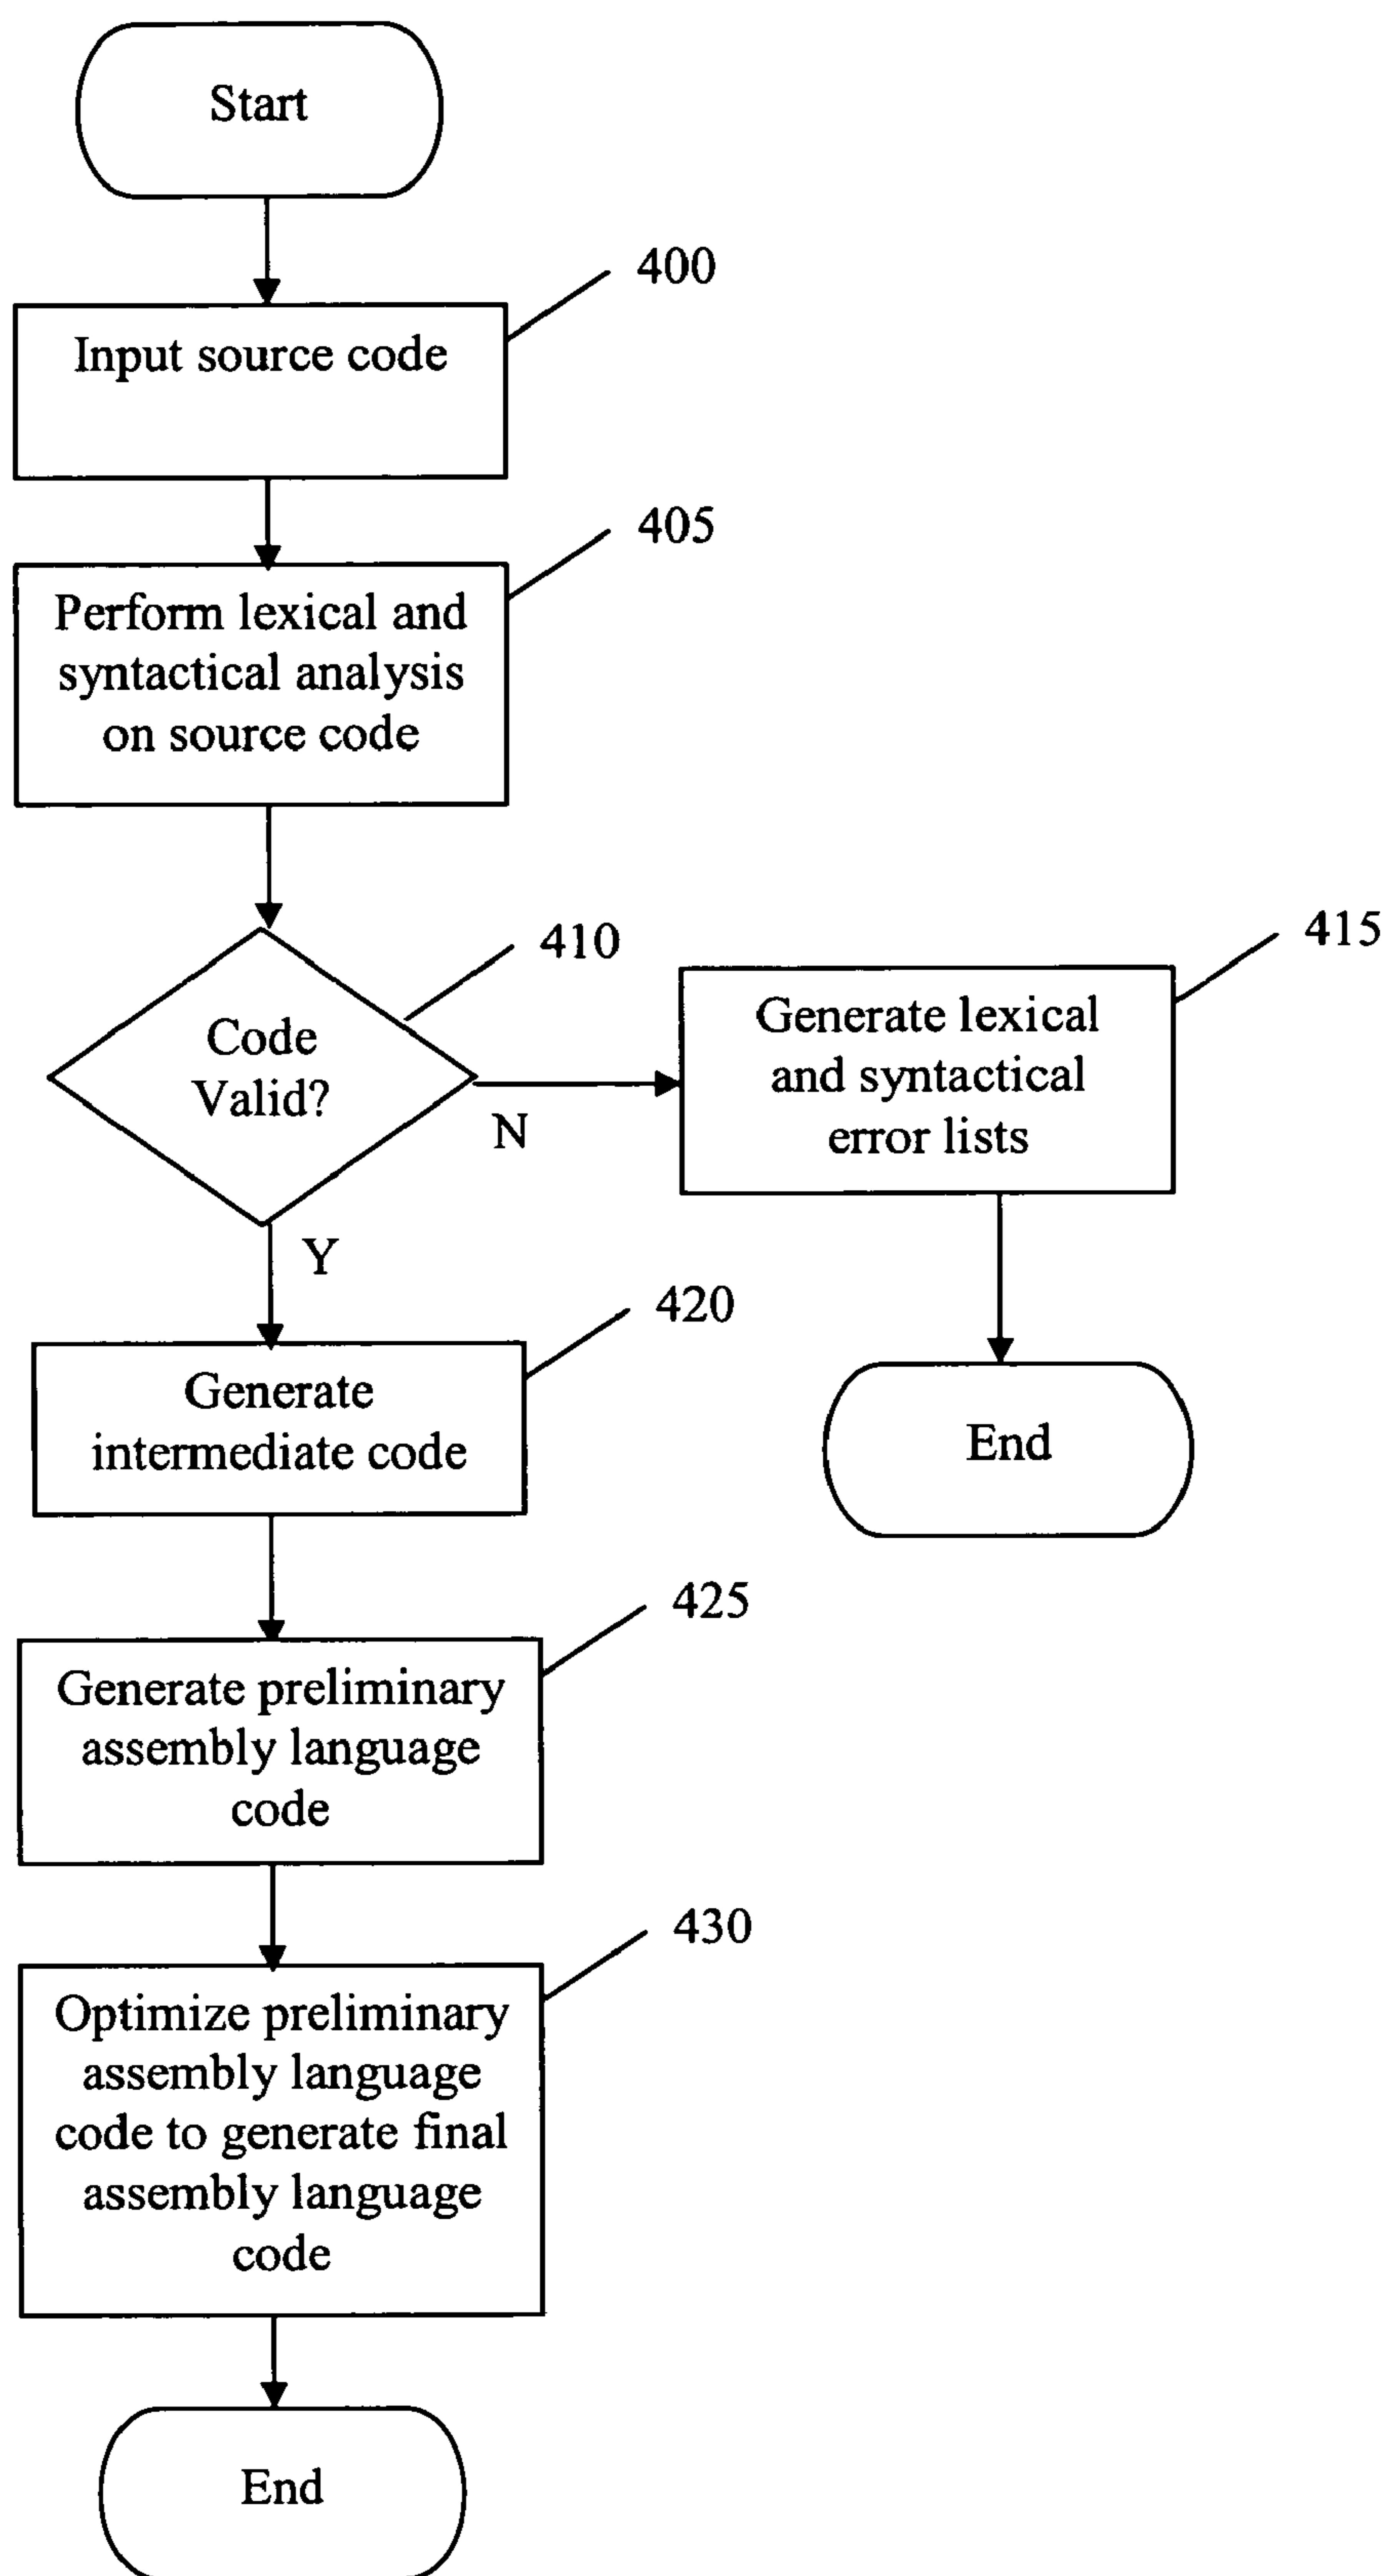 Start
400
Input source code
405
Perform lexical and
syntactical analysis
on source code
410
Code
Valid?
N
415
Generate lexical
and syntactical
error lists
Y
420
Generate
intermediate code
End
425
Generate preliminary
assembly language
code
430
Optimize preliminary
assembly language
code to generate final
assembly language
code
End